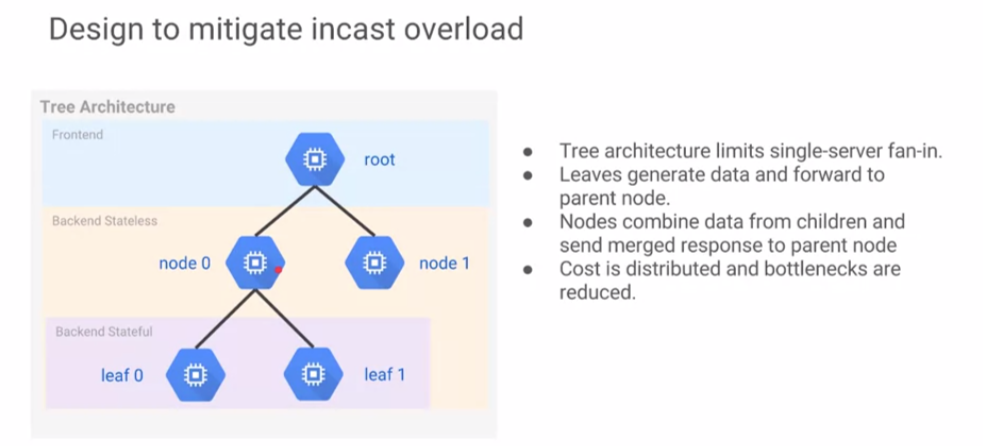 Design to mitigate incast overload
Tree Architecture
Frontend
root
Backend Stateless
node 0
node 1
Backend Stateful
leaf 0
leaf 1
● Tree architecture limits single-server fan-in.
● Leaves generate data and forward to
parent node.
● Nodes combine data from children and
send merged response to parent node
● Cost is distributed and bottlenecks are
reduced.